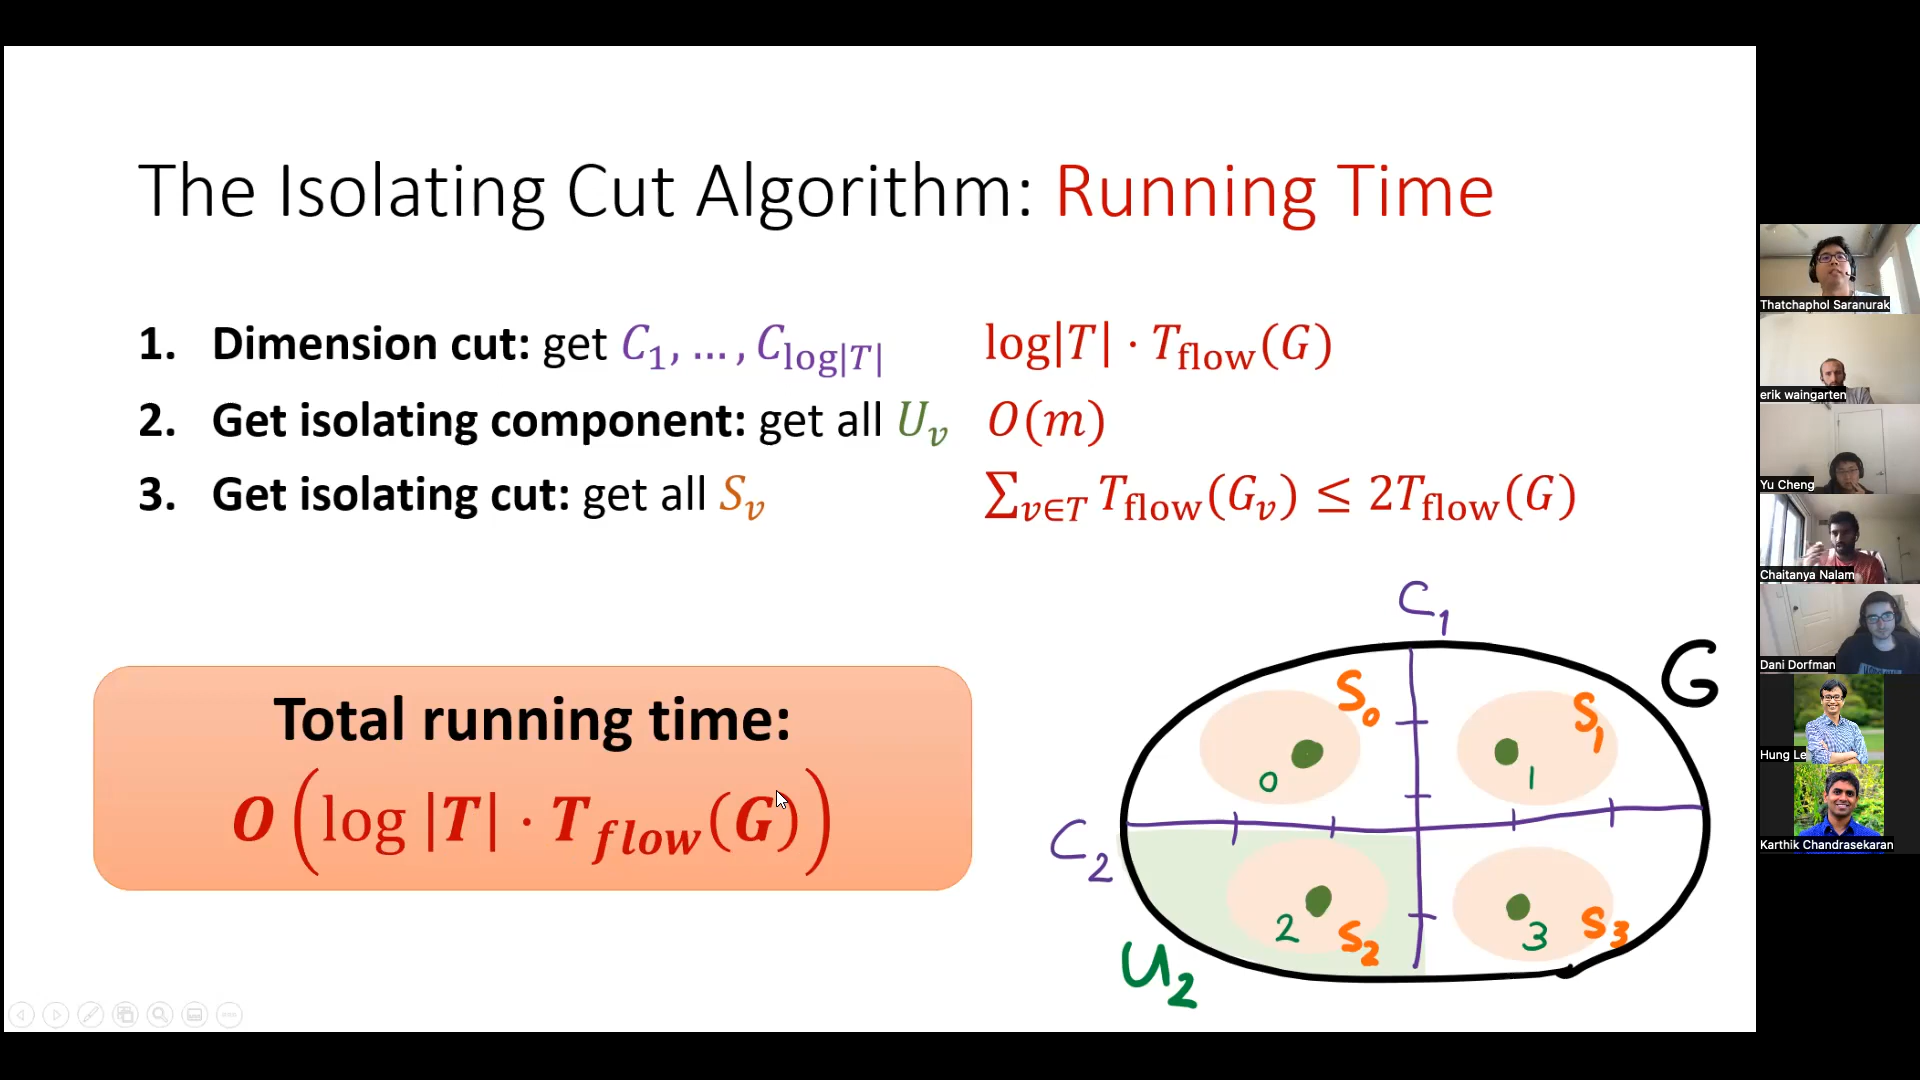 The Isolating Cut Algorithm: Running Time
1. Dimension cut: get C₁, …, C_{log|T|} log|T| · T_flow(G)
2. Get isolating component: get all U_v O(m)
3. Get isolating cut: get all S_v ∑_{v∈T} T_flow(G_v) ≤ 2T_flow(G)
Total running time:
O(log |T| · T_flow(G))
C₁
G
S₀
S₁
0
1
C₂
2
S₂
3
S₃
U₂
Thatchaphol Saranurak
erik waingarten
Yu Cheng
Chaitanya Nalam
Dani Dorfman
Hung Le
Karthik Chandrasekaran